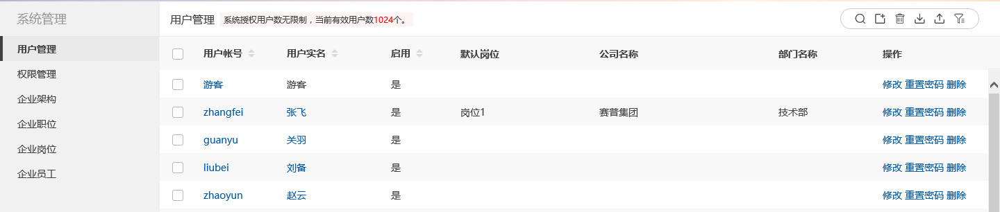 系统管理
用户管理
权限管理
企业架构
企业职位
企业岗位
企业员工
用户管理 系统授权用户数无限制，当前有效用户数1024个。
用户帐号 用户实名 启用 默认岗位 公司名称 部门名称 操作
游客 游客 是 修改 重置密码 删除
zhangfei 张飞 是 岗位1 赛普集团 技术部 修改 重置密码 删除
guanyu 关羽 是 修改 重置密码 删除
liubei 刘备 是 修改 重置密码 删除
zhaoyun 赵云 是 修改 重置密码 删除